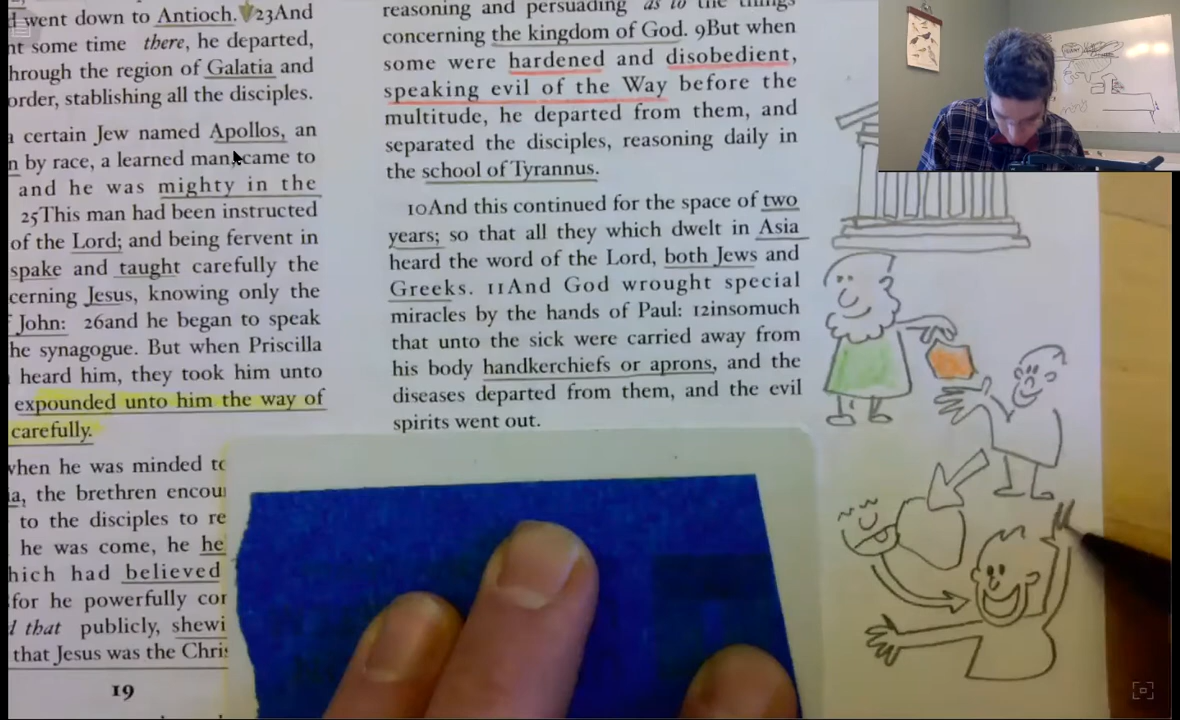 went down to Antioch. 23And
some time there, he departed,
through the region of Galatia and
order, stablishing all the disciples.
certain Jew named Apollos, an
by race, a learned man, came to
and he was mighty in the
25This man had been instructed
of the Lord; and being fervent in
spake and taught carefully the
Jesus, knowing only the
John: 26and he began to speak
synagogue. But when Priscilla
heard him, they took him unto
expounded unto him the way of
carefully.
when he was minded
the brethren
to the disciples to
he was come, he
had believed
for he powerfully
that publicly,
that Jesus was the
19
reasoning and persuading as to the things
concerning the kingdom of God. 9But when
some were hardened and disobedient,
speaking evil of the Way before the
multitude, he departed from them, and
separated the disciples, reasoning daily in
the school of Tyrannus.
10And this continued for the space of two
years; so that all they which dwelt in Asia
heard the word of the Lord, both Jews and
Greeks. 11And God wrought special
miracles by the hands of Paul: 12insomuch
that unto the sick were carried away from
his body handkerchiefs or aprons, and the
diseases departed from them, and the evil
spirits went out.